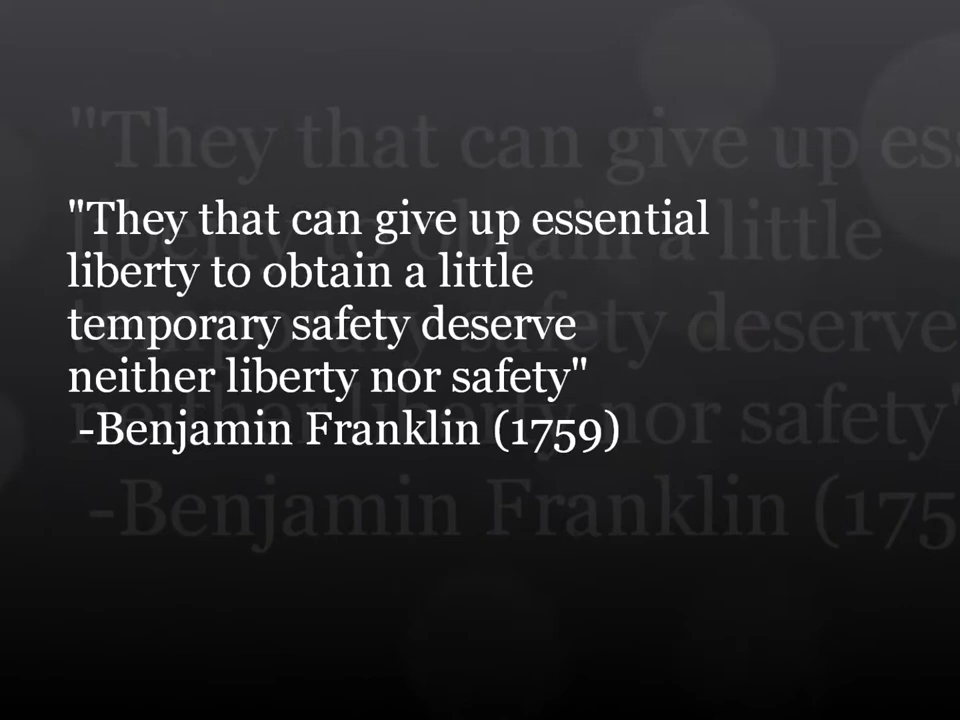 "They that can give up essential
liberty to obtain a little
temporary safety deserve
neither liberty nor safety"
-Benjamin Franklin (1759)